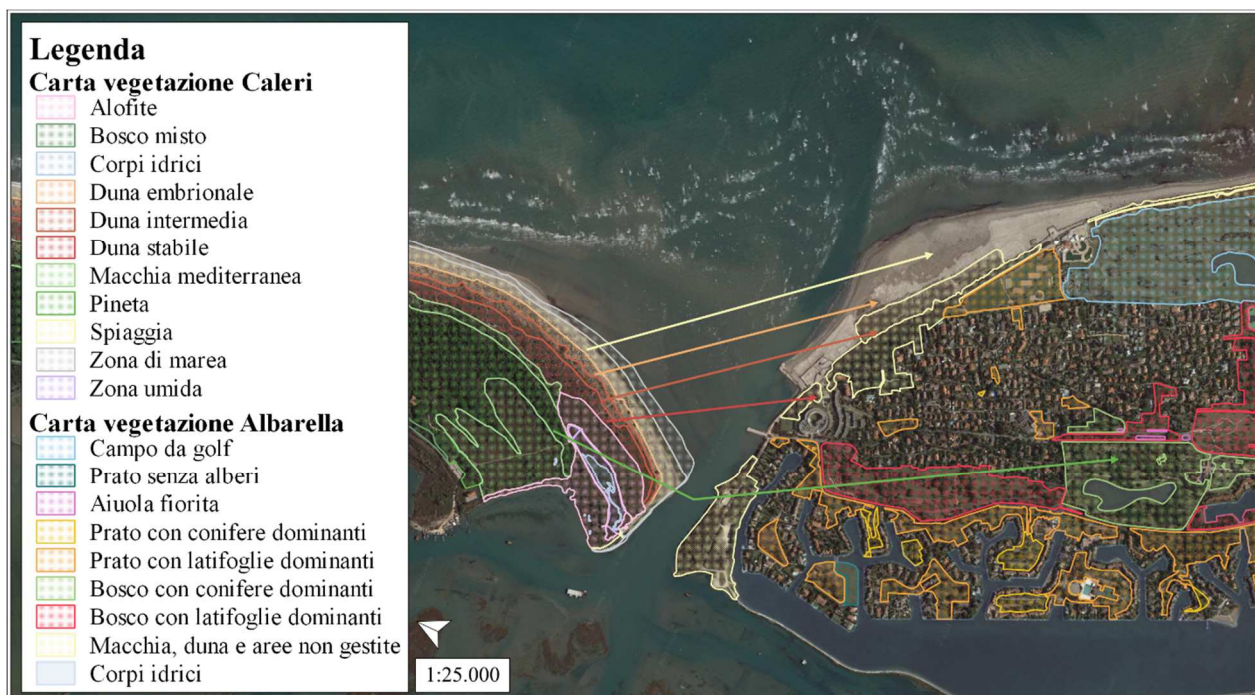 Legenda
Carta vegetazione Caleri
Alofite
Bosco misto
Corpi idrici
Duna embrionale
Duna intermedia
Duna stabile
Macchia mediterranea
Pineta
Spiaggia
Zona di marea
Zona umida
Carta vegetazione Albarella
Campo da golf
Prato senza alberi
Aiuola fiorita
Prato con conifere dominanti
Prato con latifoglie dominanti
Bosco con conifere dominanti
Bosco con latifoglie dominanti
Macchia, duna e aree non gestite
Corpi idrici
1:25.000